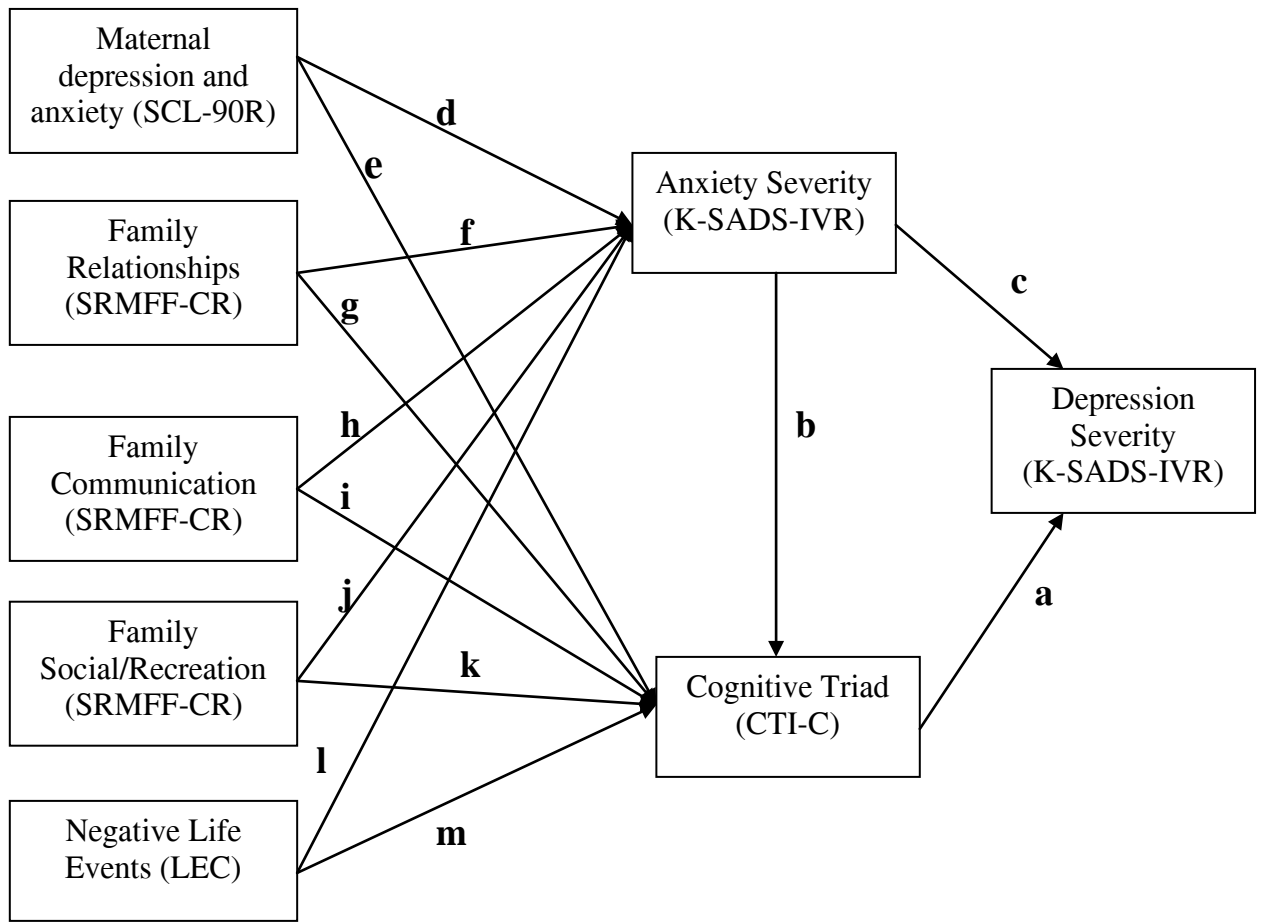 Maternal
depression and
anxiety (SCL-90R)
d
e
Anxiety Severity
(K-SADS-IVR)
Family
Relationships
(SRMFF-CR)
f
g
c
Family
Communication
(SRMFF-CR)
h
i
b
Depression
Severity
(K-SADS-IVR)
Family
Social/Recreation
(SRMFF-CR)
j
k
Cognitive Triad
(CTI-C)
a
Negative Life
Events (LEC)
l
m